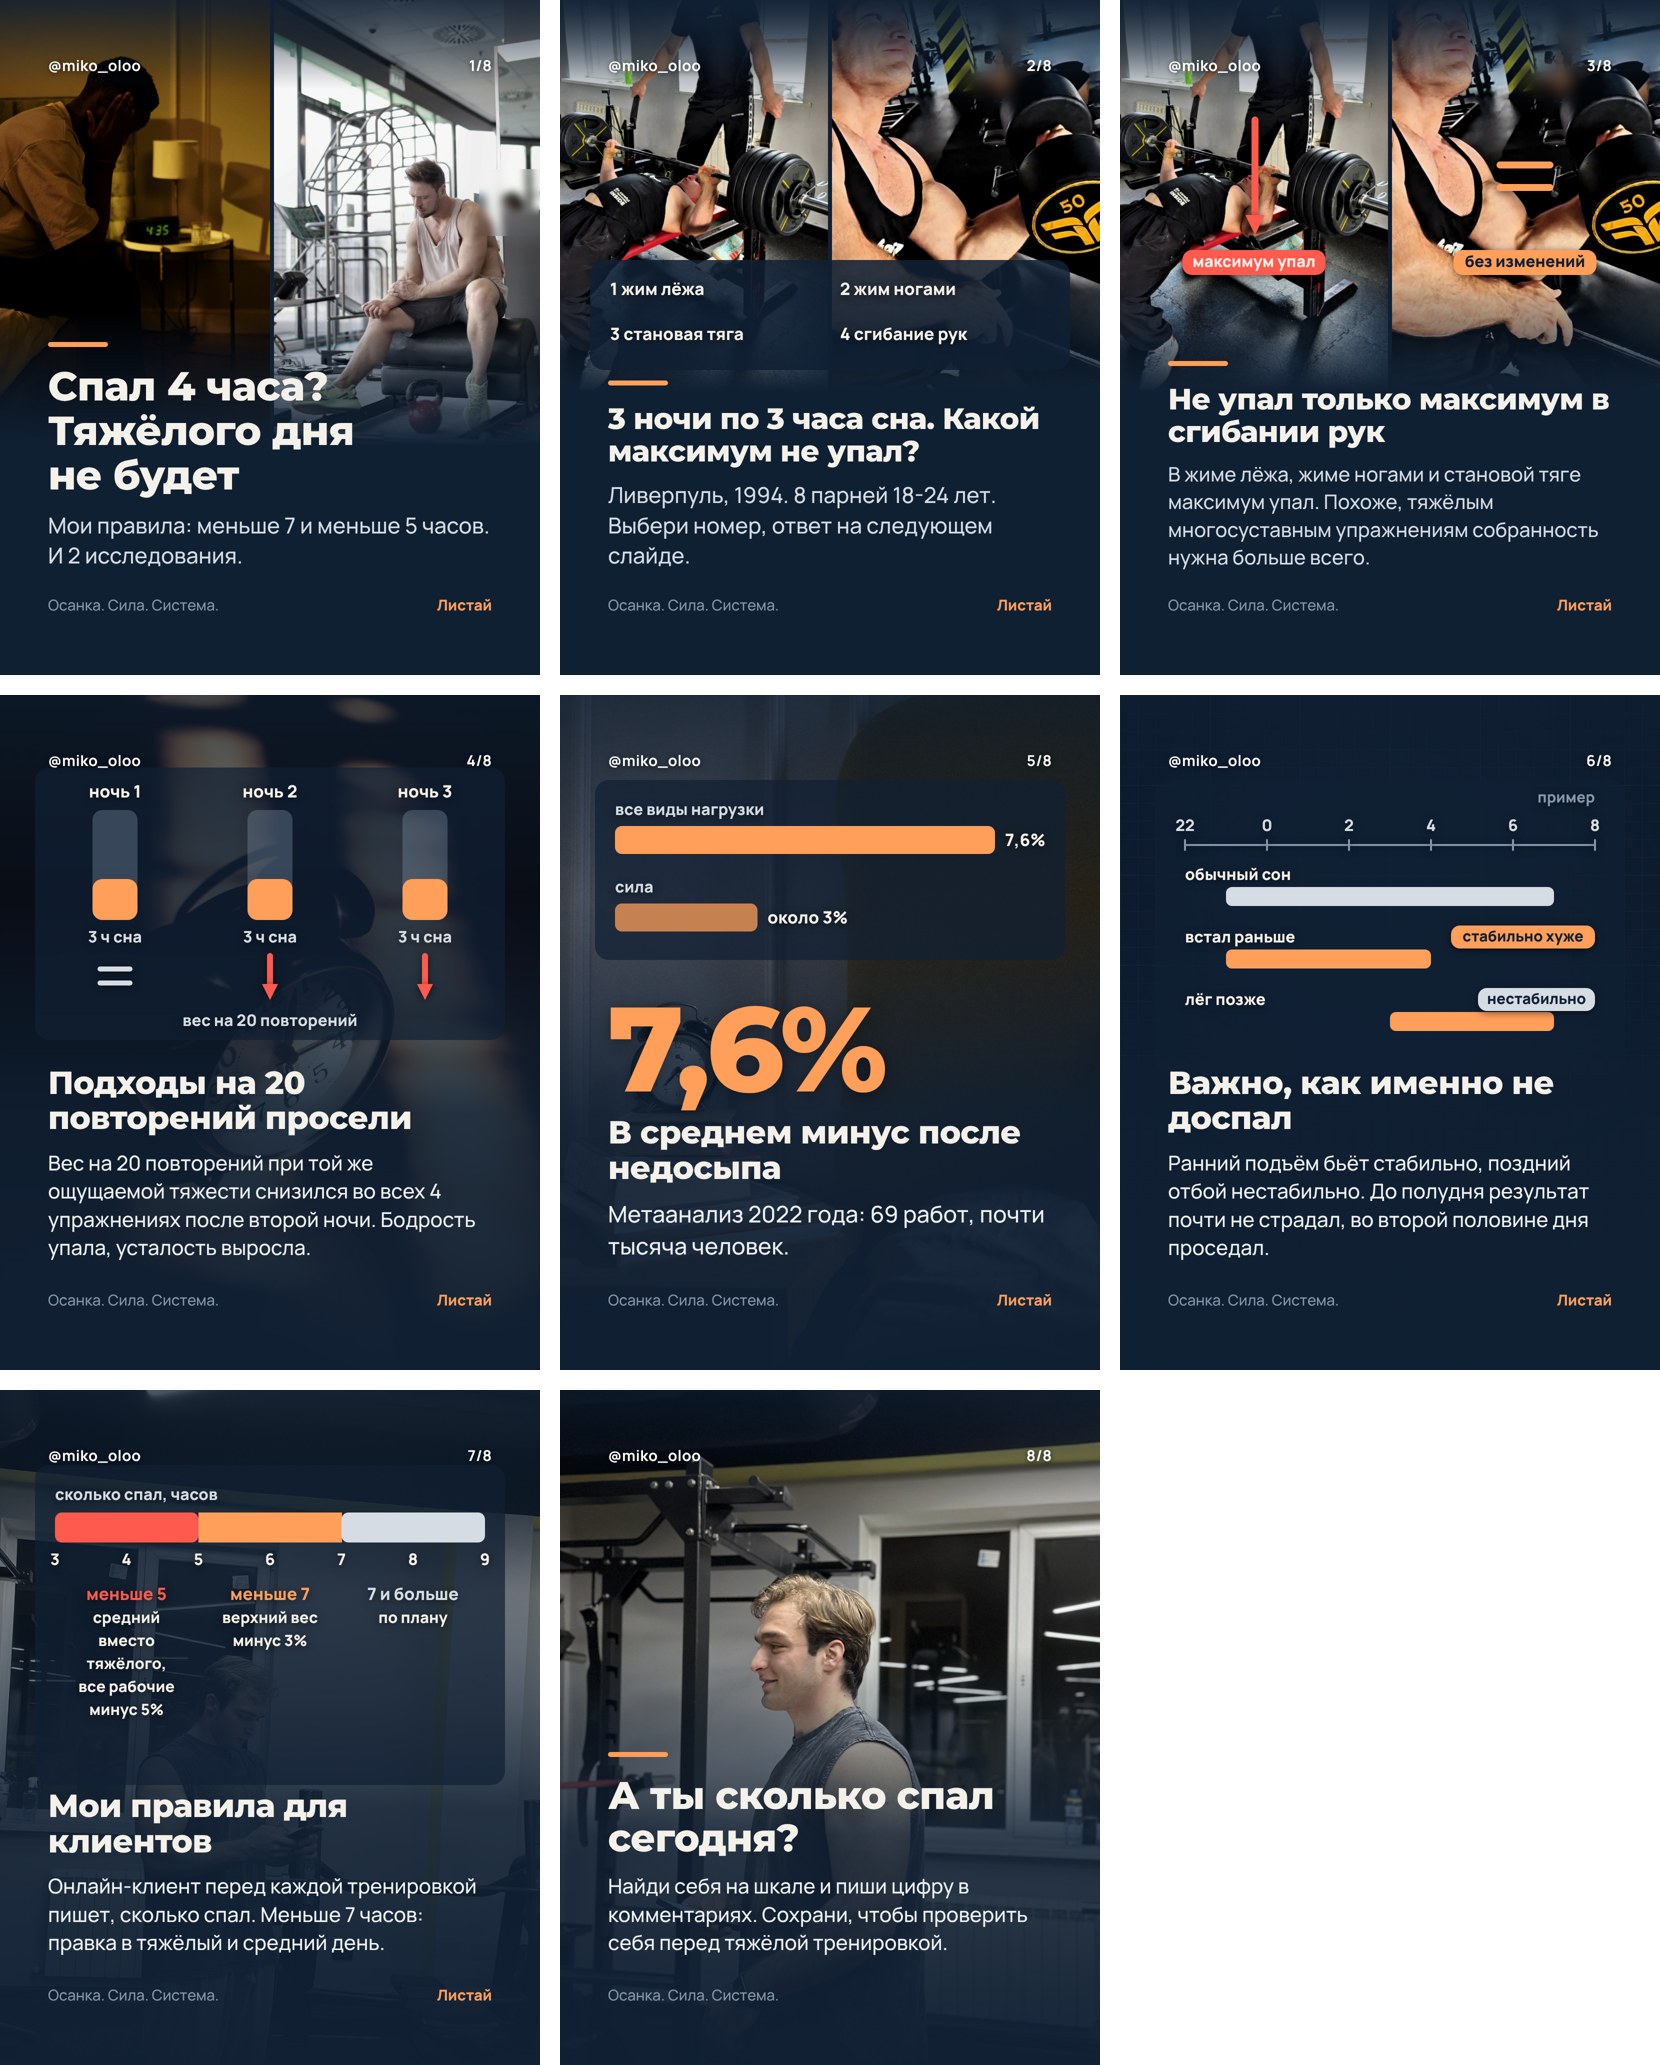 @miko_oloo
1/8
4:35
Спал 4 часа?
Тяжёлого дня
не будет
Мои правила: меньше 7 и меньше 5 часов.
И 2 исследования.
Осанка. Сила. Система.
Листай
@miko_oloo
2/8
50
1 жим лёжа
2 жим ногами
3 становая тяга
4 сгибание рук
3 ночи по 3 часа сна. Какой
максимум не упал?
Ливерпуль, 1994. 8 парней 18-24 лет.
Выбери номер, ответ на следующем
слайде.
Осанка. Сила. Система.
Листай
@miko_oloo
3/8
50
максимум упал
без изменений
Не упал только максимум в
сгибании рук
В жиме лёжа, жиме ногами и становой тяге
максимум упал. Похоже, тяжёлым
многосуставным упражнениям собранность
нужна больше всего.
Осанка. Сила. Система.
Листай
@miko_oloo
4/8
ночь 1
ночь 2
ночь 3
3 ч сна
3 ч сна
3 ч сна
вес на 20 повторений
Подходы на 20
повторений просели
Вес на 20 повторений при той же
ощущаемой тяжести снизился во всех 4
упражнениях после второй ночи. Бодрость
упала, усталость выросла.
Осанка. Сила. Система.
Листай
@miko_oloo
5/8
все виды нагрузки
7,6%
сила
около 3%
7,6%
В среднем минус после
недосыпа
Метаанализ 2022 года: 69 работ, почти
тысяча человек.
Осанка. Сила. Система.
Листай
@miko_oloo
6/8
пример
22 0 2 4 6 8
обычный сон
встал раньше
стабильно хуже
лёг позже
нестабильно
Важно, как именно не
доспал
Ранний подъём бьёт стабильно, поздний
отбой нестабильно. До полудня результат
почти не страдал, во второй половине дня
проседал.
Осанка. Сила. Система.
Листай
@miko_oloo
7/8
сколько спал, часов
3 4 5 6 7 8 9
меньше 5
средний
вместо
тяжёлого,
все рабочие
минус 5%
меньше 7
верхний вес
минус 3%
7 и больше
по плану
Мои правила для
клиентов
Онлайн-клиент перед каждой тренировкой
пишет, сколько спал. Меньше 7 часов:
правка в тяжёлый и средний день.
Осанка. Сила. Система.
Листай
@miko_oloo
8/8
А ты сколько спал
сегодня?
Найди себя на шкале и пиши цифру в
комментариях. Сохрани, чтобы проверить
себя перед тяжёлой тренировкой.
Осанка. Сила. Система.